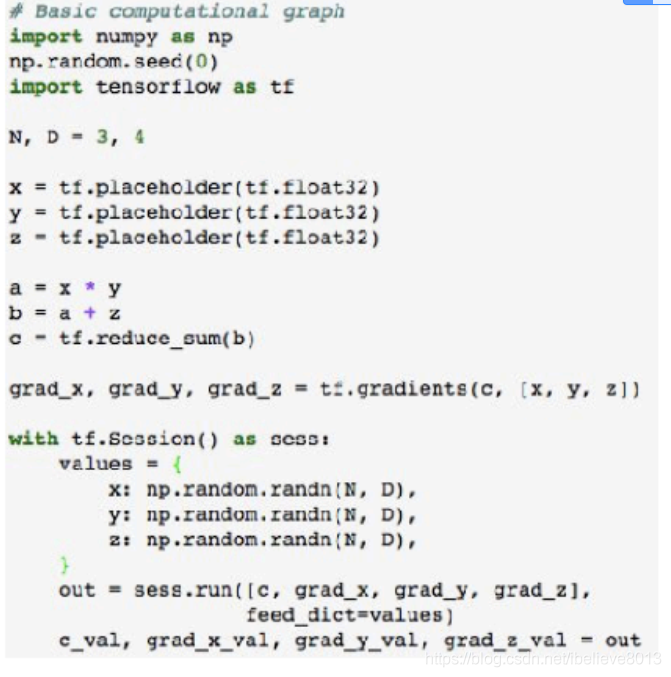 # Basic computational graph
import numpy as np
np.random.seed(0)
import tensorflow as tf

N, D = 3, 4

x = tf.placeholder(tf.float32)
y = tf.placeholder(tf.float32)
z = tf.placeholder(tf.float32)

a = x * y
b = a + z
c = tf.reduce_sum(b)

grad_x, grad_y, grad_z = tf.gradients(c, [x, y, z])

with tf.Session() as sess:
    values = {
        x: np.random.randn(N, D),
        y: np.random.randn(N, D),
        z: np.random.randn(N, D),
    }
    out = sess.run([c, grad_x, grad_y, grad_z],
                   feed_dict=values)
    c_val, grad_x_val, grad_y_val, grad_z_val = out
https://blog.csdn.net/ibelieve8013